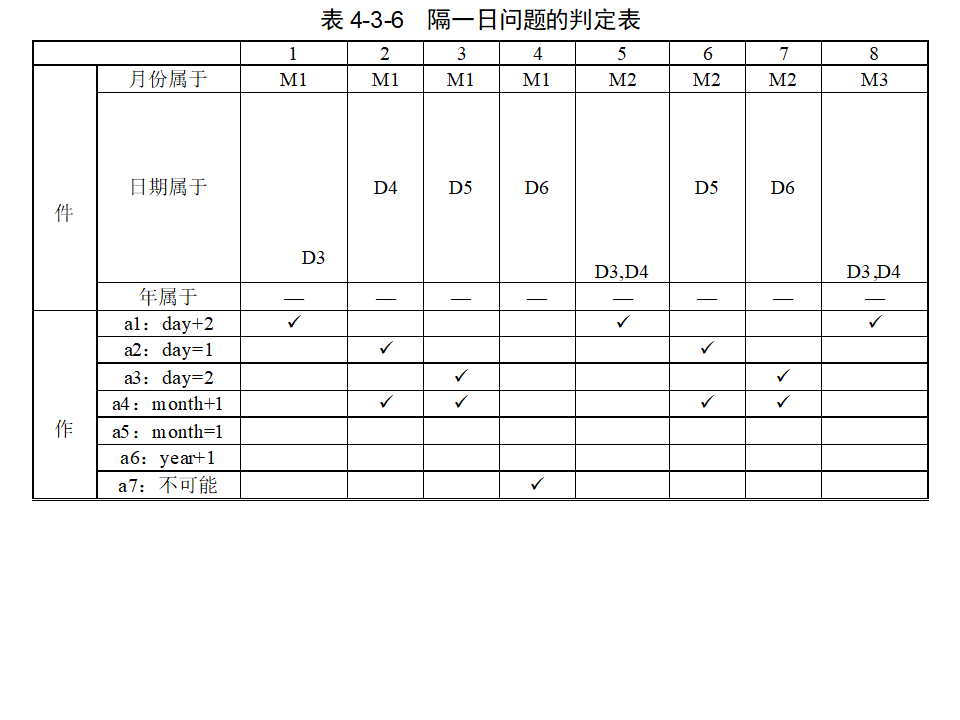 表 4-3-6 隔一日问题的判定表
1 2 3 4 5 6 7 8
件 月份属于 M1 M1 M1 M1 M2 M2 M2 M3
日期属于 D3 D4 D5 D6 D3,D4 D5 D6 D3,D4
年属于 — — — — — — — —
作 a1：day+2 ✓ ✓ ✓
a2：day=1 ✓ ✓
a3：day=2 ✓ ✓
a4：month+1 ✓ ✓ ✓ ✓
a5：month=1
a6：year+1
a7：不可能 ✓